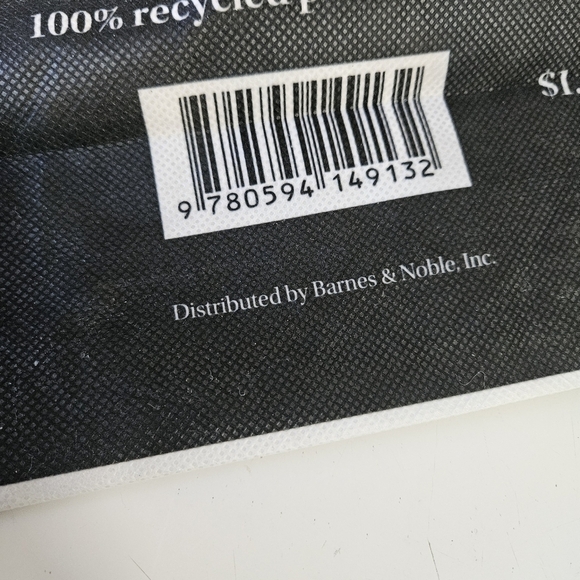 100% recycled p
$1.
9 780594 149132
Distributed by Barnes & Noble, Inc.